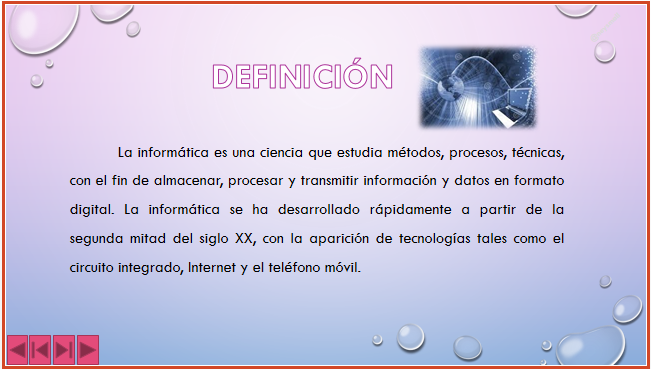 DEFINICIÓN
La informática es una ciencia que estudia métodos, procesos, técnicas,
con el fin de almacenar, procesar y transmitir información y datos en formato
digital. La informática se ha desarrollado rápidamente a partir de la
segunda mitad del siglo XX, con la aparición de tecnologías tales como el
circuito integrado, Internet y el teléfono móvil.